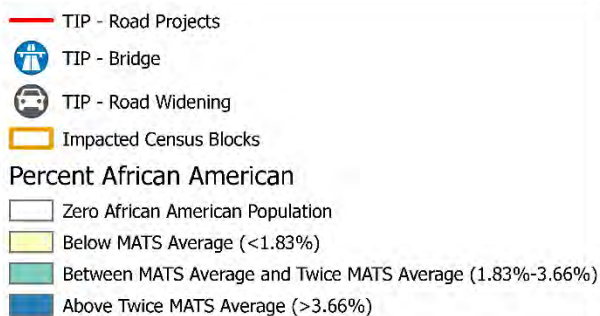 TIP - Road Projects
TIP - Bridge
TIP - Road Widening
Impacted Census Blocks
Percent African American
Zero African American Population
Below MATS Average (<1.83%)
Between MATS Average and Twice MATS Average (1.83%-3.66%)
Above Twice MATS Average (>3.66%)